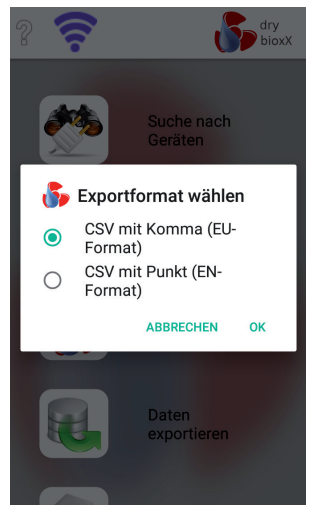 dry
bioxX
Suche nach
Geräten
Exportformat wählen
CSV mit Komma (EU-
Format)
CSV mit Punkt (EN-
Format)
ABBRECHEN OK
Daten
exportieren